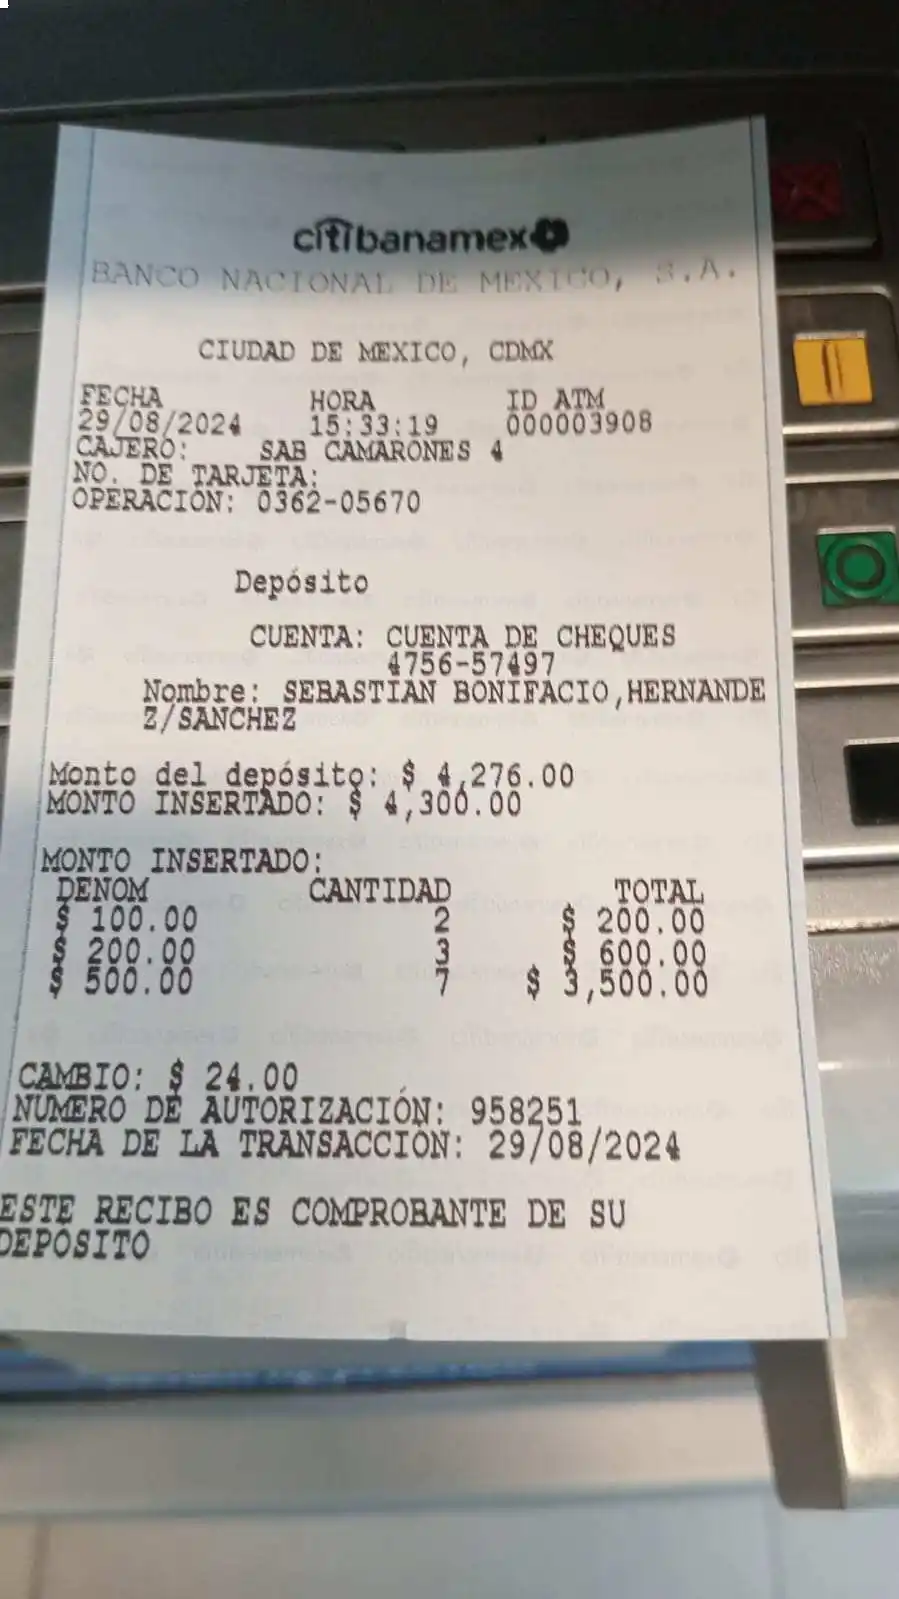 citibanamex
BANCO NACIONAL DE MEXICO, S.A.
CIUDAD DE MEXICO, CDMX
FECHA HORA ID ATM
29/08/2024 15:33:19 000003908
CAJERO: SAB CAMARONES 4
NO. DE TARJETA:
OPERACIÓN: 0362-05670
Depósito
CUENTA: CUENTA DE CHEQUES
4756-57497
Nombre: SEBASTIAN BONIFACIO,HERNANDE
Z/SANCHEZ
Monto del depósito: $ 4,276.00
MONTO INSERTADO: $ 4,300.00
MONTO INSERTADO:
DENOM CANTIDAD TOTAL
$ 100.00 2 $ 200.00
$ 200.00 3 $ 600.00
$ 500.00 7 $ 3,500.00
CAMBIO: $ 24.00
NÚMERO DE AUTORIZACIÓN: 958251
FECHA DE LA TRANSACCIÓN: 29/08/2024
ESTE RECIBO ES COMPROBANTE DE SU
DEPÓSITO